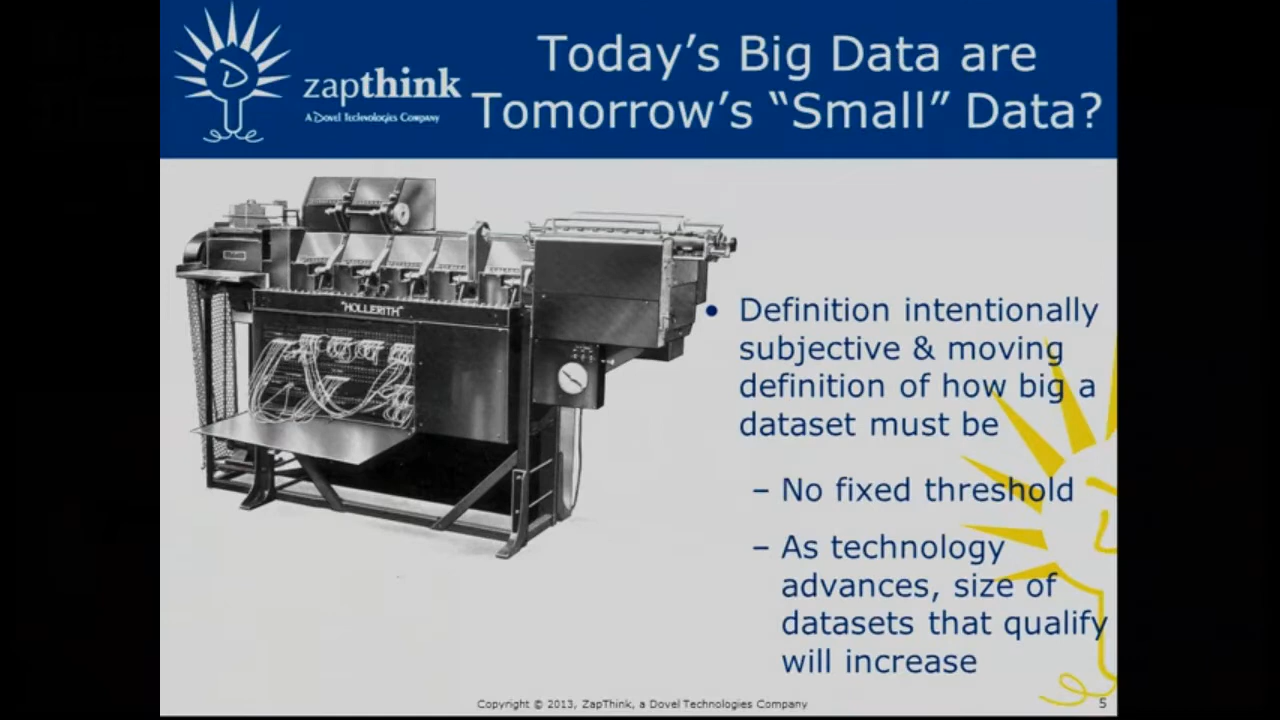 Today's Big Data are
Tomorrow's “Small” Data?
zapthink
A Dovel Technologies Company
"HOLLERITH"
• Definition intentionally
subjective & moving
definition of how big a
dataset must be
– No fixed threshold
– As technology
advances, size of
datasets that qualify
will increase
Copyright © 2013, ZapThink, a Dovel Technologies Company
5